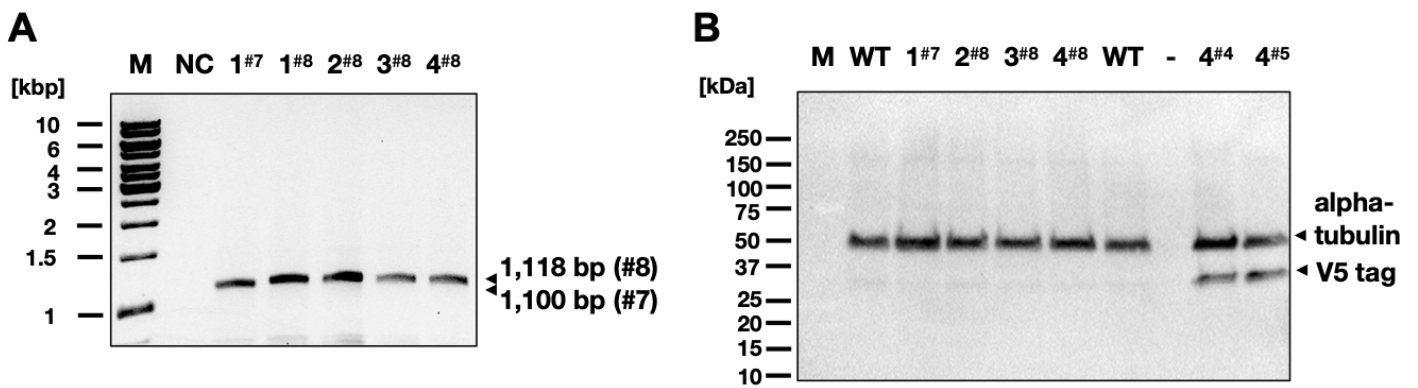 A
M NC 1#7 1#8 2#8 3#8 4#8
[kbp]
10
6
4
3
2
1.5
1
1,118 bp (#8)
1,100 bp (#7)
B
M WT 1#7 2#8 3#8 4#8 WT - 4#4 4#5
[kDa]
250
150
100
75
50
37
25
20
15
10
alpha-
tubulin
V5 tag